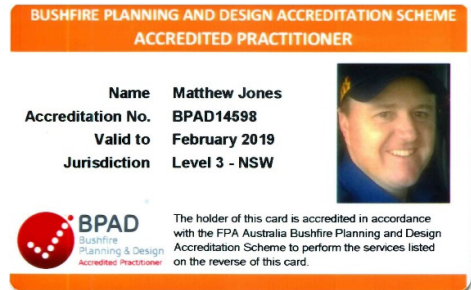 BUSHFIRE PLANNING AND DESIGN ACCREDITATION SCHEME
ACCREDITED PRACTITIONER
Name Matthew Jones
Accreditation No. BPAD14598
Valid to February 2019
Jurisdiction Level 3 - NSW
BPAD
Bushfire
Planning & Design
Accredited Practitioner
The holder of this card is accredited in accordance
with the FPA Australia Bushfire Planning and Design
Accreditation Scheme to perform the services listed
on the reverse of this card.